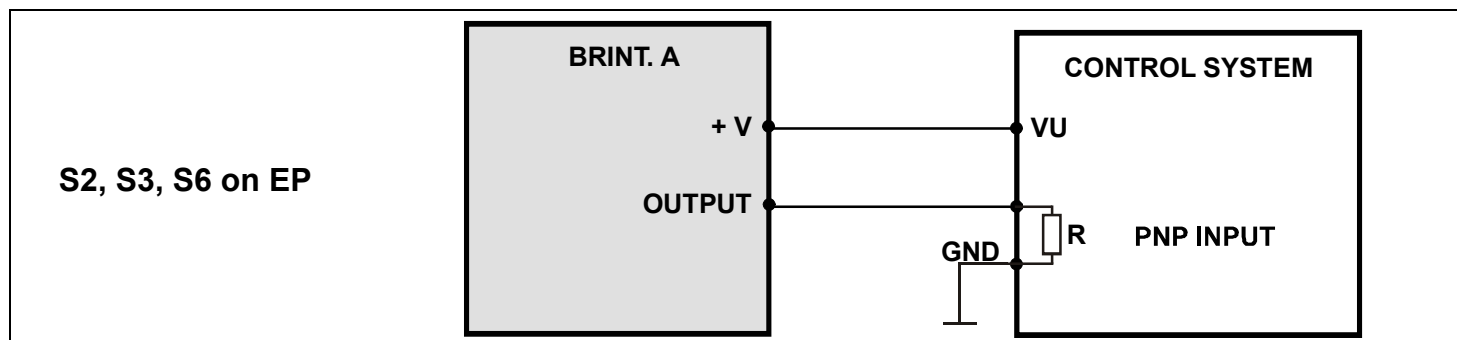 BRINT. A
CONTROL SYSTEM
+ V
VU
S2, S3, S6 on EP
OUTPUT
R
PNP INPUT
GND